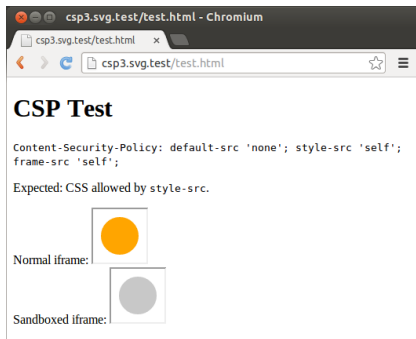 csp3.svg.test/test.html - Chromium
csp3.svg.test/test.html ×
csp3.svg.test/test.html
CSP Test
Content-Security-Policy: default-src 'none'; style-src 'self';
frame-src 'self';
Expected: CSS allowed by style-src.
Normal iframe:
Sandboxed iframe: